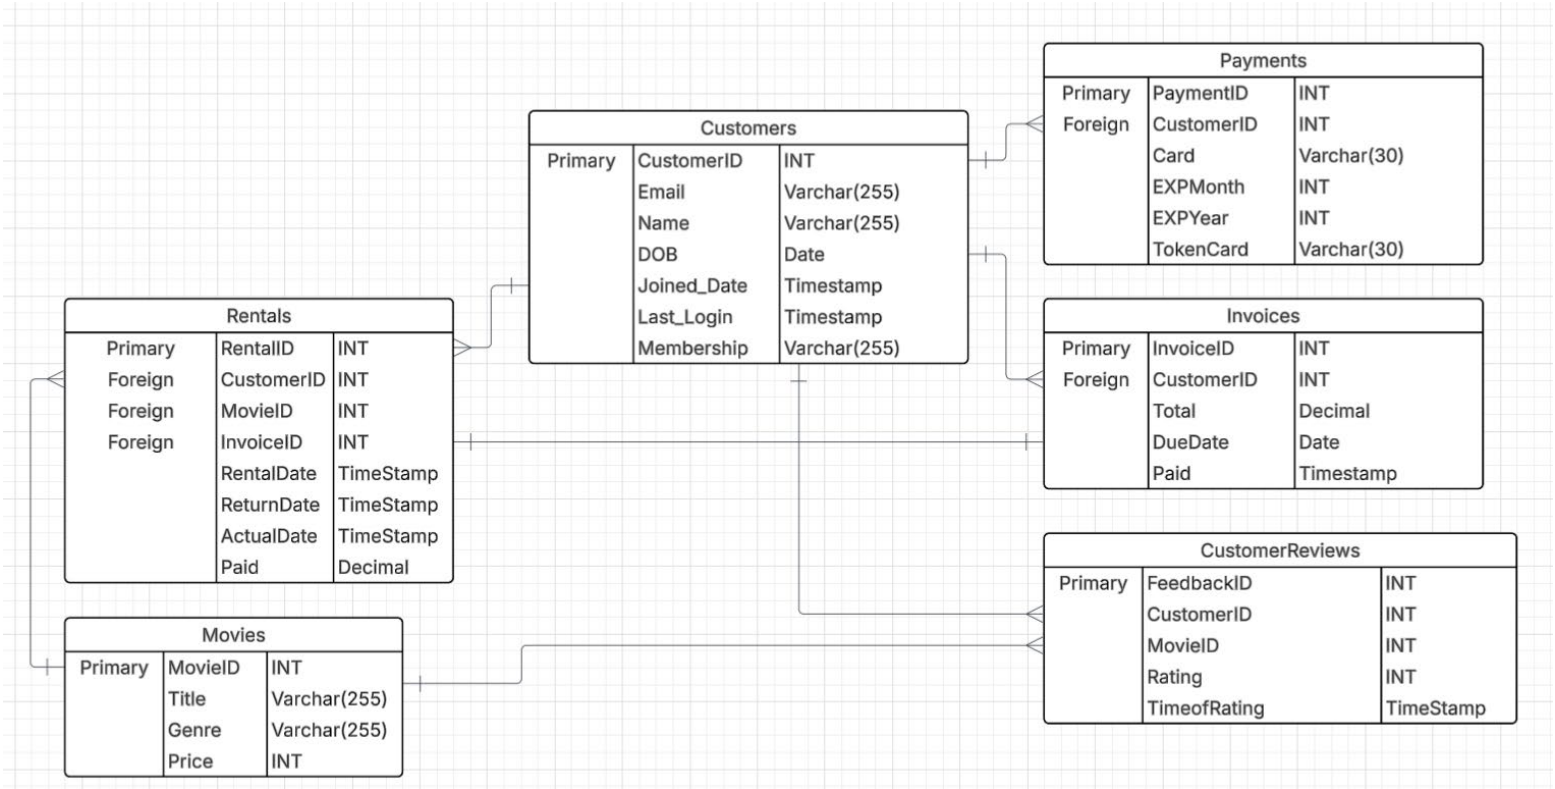 Payments
Primary PaymentID INT
Foreign CustomerID INT
Card Varchar(30)
EXPMonth INT
EXPYear INT
TokenCard Varchar(30)
Customers
Primary CustomerID INT
Email Varchar(255)
Name Varchar(255)
DOB Date
Joined_Date Timestamp
Last_Login Timestamp
Membership Varchar(255)
Rentals
Primary RentalID INT
Foreign CustomerID INT
Foreign MovieID INT
Foreign InvoiceID INT
RentalDate TimeStamp
ReturnDate TimeStamp
ActualDate TimeStamp
Paid Decimal
Invoices
Primary InvoiceID INT
Foreign CustomerID INT
Total Decimal
DueDate Date
Paid Timestamp
CustomerReviews
Primary FeedbackID INT
CustomerID INT
MovieID INT
Rating INT
TimeofRating TimeStamp
Movies
Primary MovieID INT
Title Varchar(255)
Genre Varchar(255)
Price INT